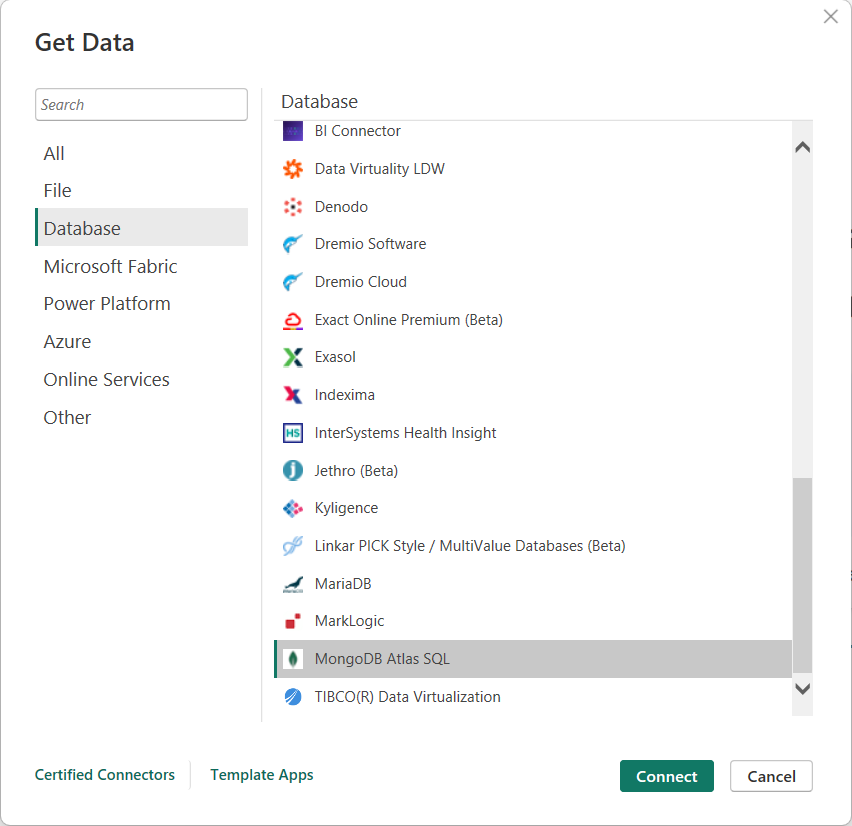 Get Data
Search
All
File
Database
Microsoft Fabric
Power Platform
Azure
Online Services
Other
Database
BI Connector
Data Virtuality LDW
Denodo
Dremio Software
Dremio Cloud
Exact Online Premium (Beta)
Exasol
Indexima
HS InterSystems Health Insight
Jethro (Beta)
Kyligence
Linkar PICK Style / MultiValue Databases (Beta)
MariaDB
MarkLogic
MongoDB Atlas SQL
TIBCO(R) Data Virtualization
Certified Connectors
Template Apps
Connect
Cancel